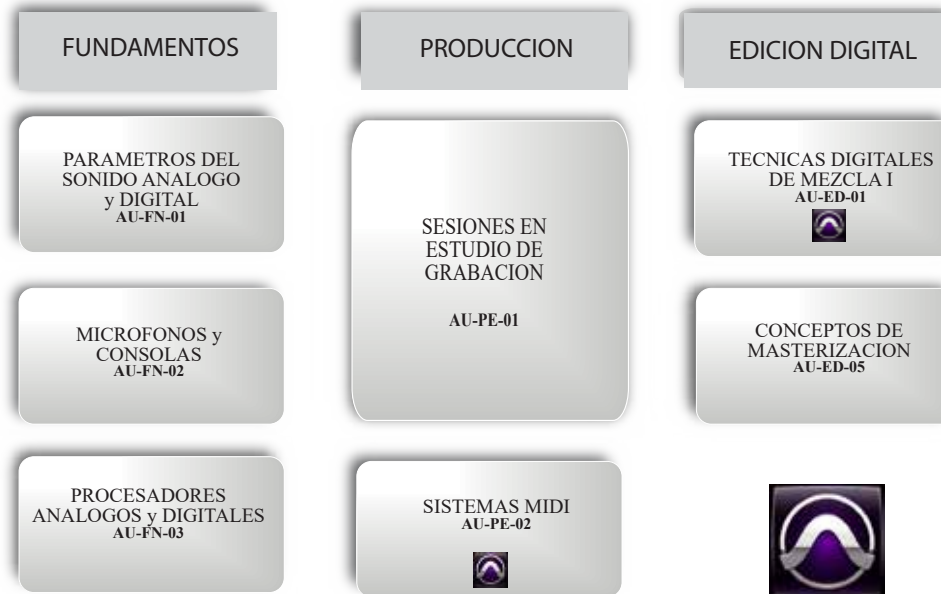 FUNDAMENTOS
PARAMETROS DEL
SONIDO ANALOGO
y DIGITAL
AU-FN-01
MICROFONOS y
CONSOLAS
AU-FN-02
PROCESADORES
ANALOGOS y DIGITALES
AU-FN-03
PRODUCCION
SESIONES EN
ESTUDIO DE
GRABACION
AU-PE-01
SISTEMAS MIDI
AU-PE-02
EDICION DIGITAL
TECNICAS DIGITALES
DE MEZCLA I
AU-ED-01
CONCEPTOS DE
MASTERIZACION
AU-ED-05